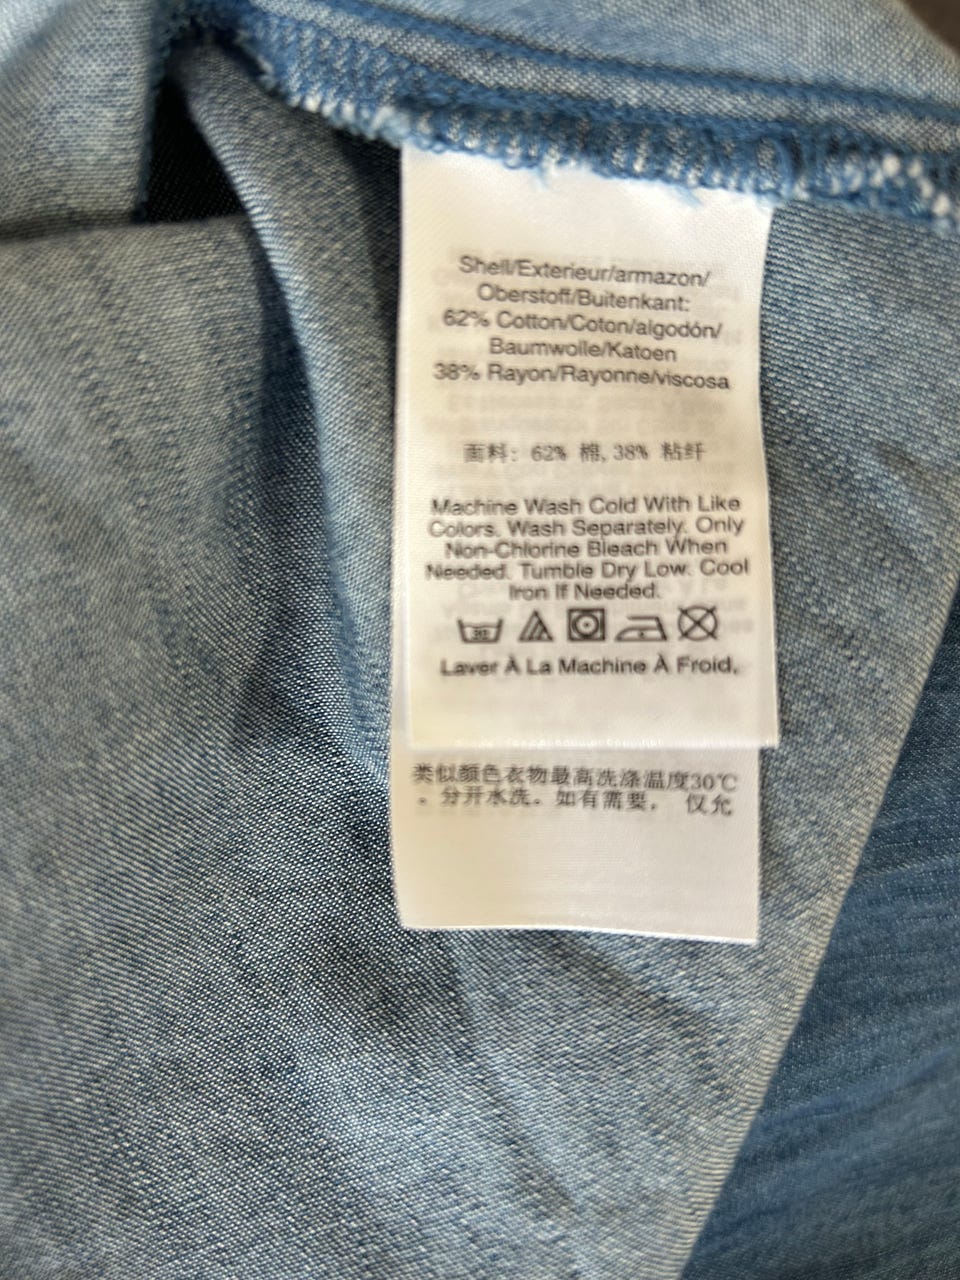 Shell/Exterieur/armazon/
Oberstoff/Buitenkant:
62% Cotton/Coton/algodón/
Baumwolle/Katoen
38% Rayon/Rayonne/viscosa
面料: 62% 棉, 38% 粘纤
Machine Wash Cold With Like
Colors. Wash Separately. Only
Non-Chlorine Bleach When
Needed. Tumble Dry Low. Cool
Iron If Needed.
30
Laver À La Machine À Froid,
类似颜色衣物最高洗涤温度30℃
。分开水洗。如有需要， 仅允